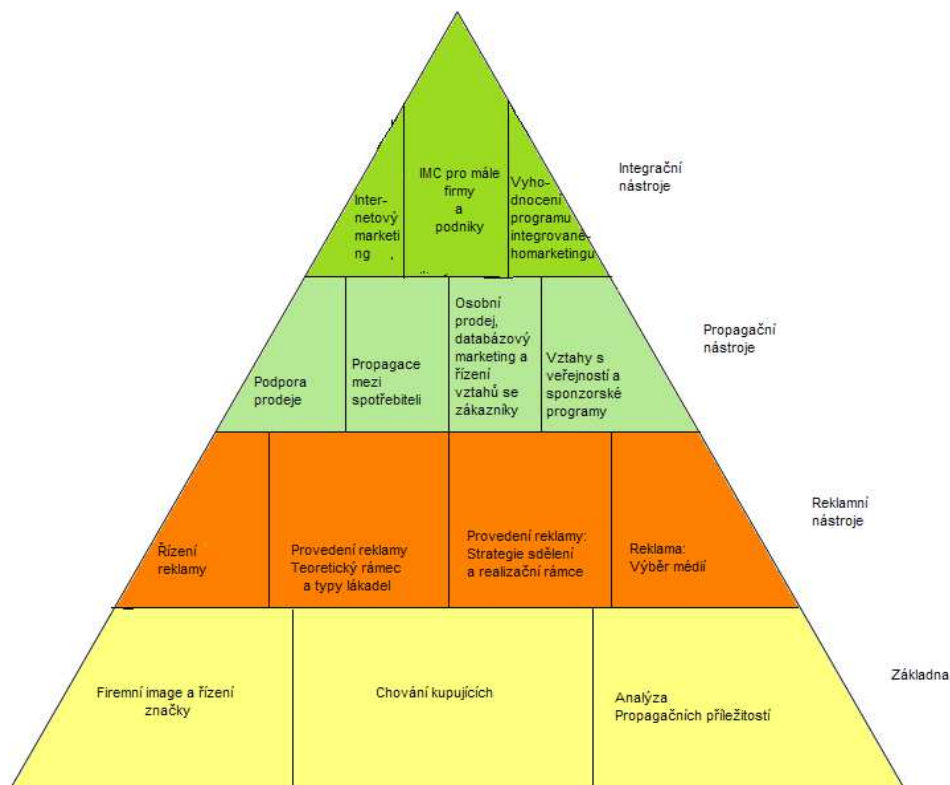 Inter-
netový
marketi
ng
IMC pro mále
firmy
a
podniky
Vyho-
dnocení
programu
integrované-
homarketingu
Integrační
nástroje
Podpora
prodeje
Propagace
mezi
spotřebiteli
Osobní
prodej,
databázový
marketing a
řízení
vztahů se
zákazníky
Vztahy s
veřejností a
sponzorské
programy
Propagační
nástroje
Řízení
reklamy
Provedení reklamy
Teoretický rámec
a typy lákadel
Provedení reklamy:
Strategie sdělení
a realizační rámce
Reklama:
Výběr médií
Reklamní
nástroje
Firemní image a řízení
značky
Chování kupujících
Analýza
Propagačních příležitostí
Základna